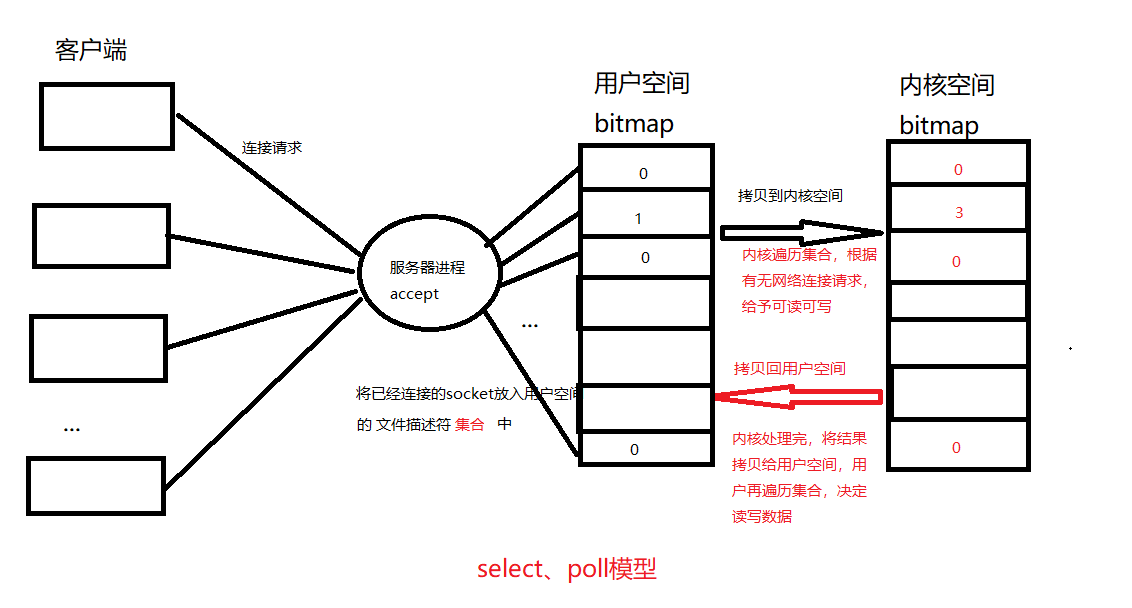 客户端
连接请求
服务器进程
accept
...
...
将已经连接的socket放入用户空间
的 文件描述符 集合 中
用户空间
bitmap
0
1
0
0
拷贝到内核空间
内核遍历集合，根据
有无网络连接请求，
给予可读可写
拷贝回用户空间
内核处理完，将结果
拷贝给用户空间，用
户再遍历集合，决定
读写数据
内核空间
bitmap
0
3
0
0
select、poll模型